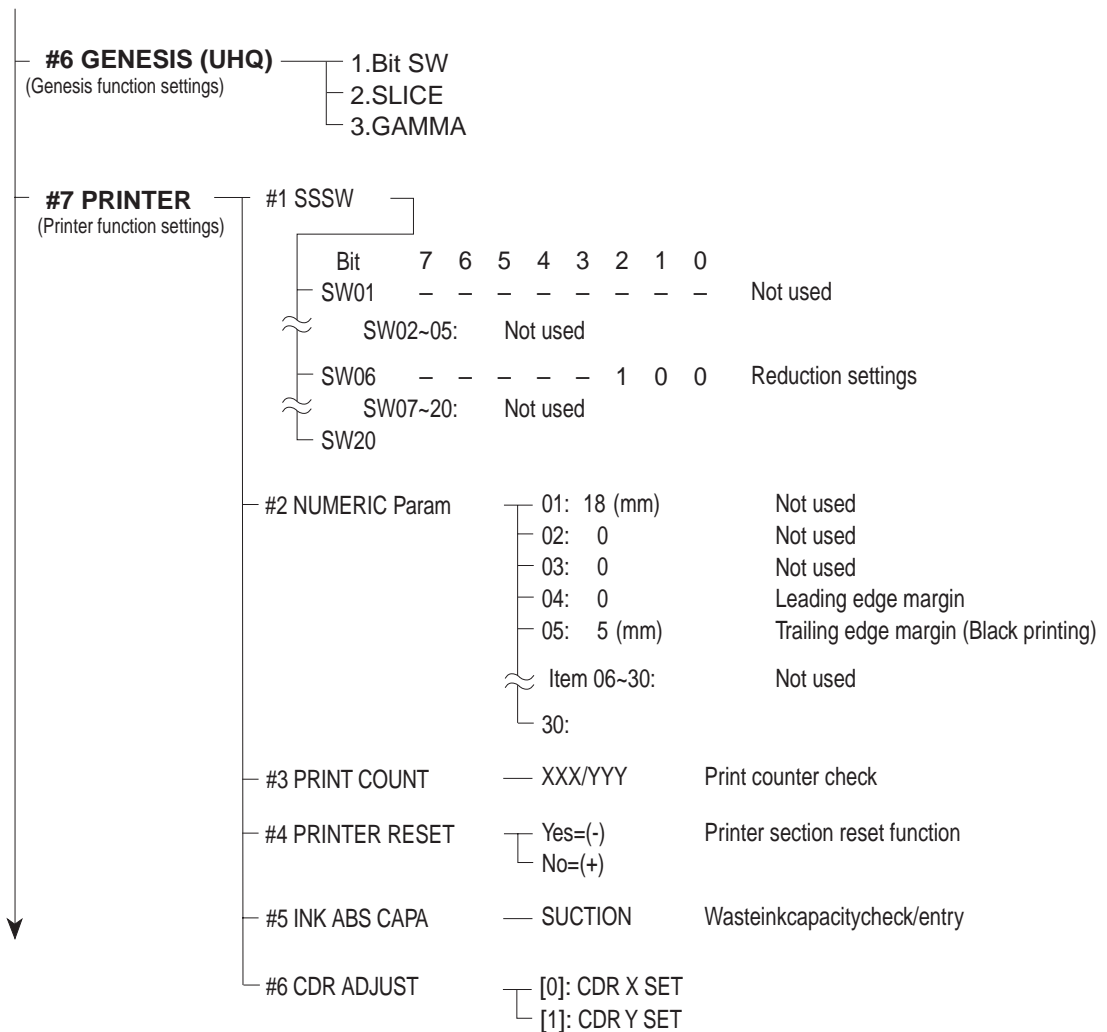 #6 GENESIS (UHQ) 1.Bit SW
(Genesis function settings)
2.SLICE
3.GAMMA
#7 PRINTER #1 SSSW
(Printer function settings)
Bit 7 6 5 4 3 2 1 0
SW01 – – – – – – – – Not used
SW02~05: Not used
SW06 – – – – – 1 0 0 Reduction settings
SW07~20: Not used
SW20
#2 NUMERIC Param 01: 18 (mm) Not used
02: 0 Not used
03: 0 Not used
04: 0 Leading edge margin
05: 5 (mm) Trailing edge margin (Black printing)
Item 06~30: Not used
30:
#3 PRINT COUNT XXX/YYY Print counter check
#4 PRINTER RESET Yes=(-) Printer section reset function
No=(+)
#5 INK ABS CAPA SUCTION Wasteinkcapacitycheck/entry
#6 CDR ADJUST [0]: CDR X SET
[1]: CDR Y SET